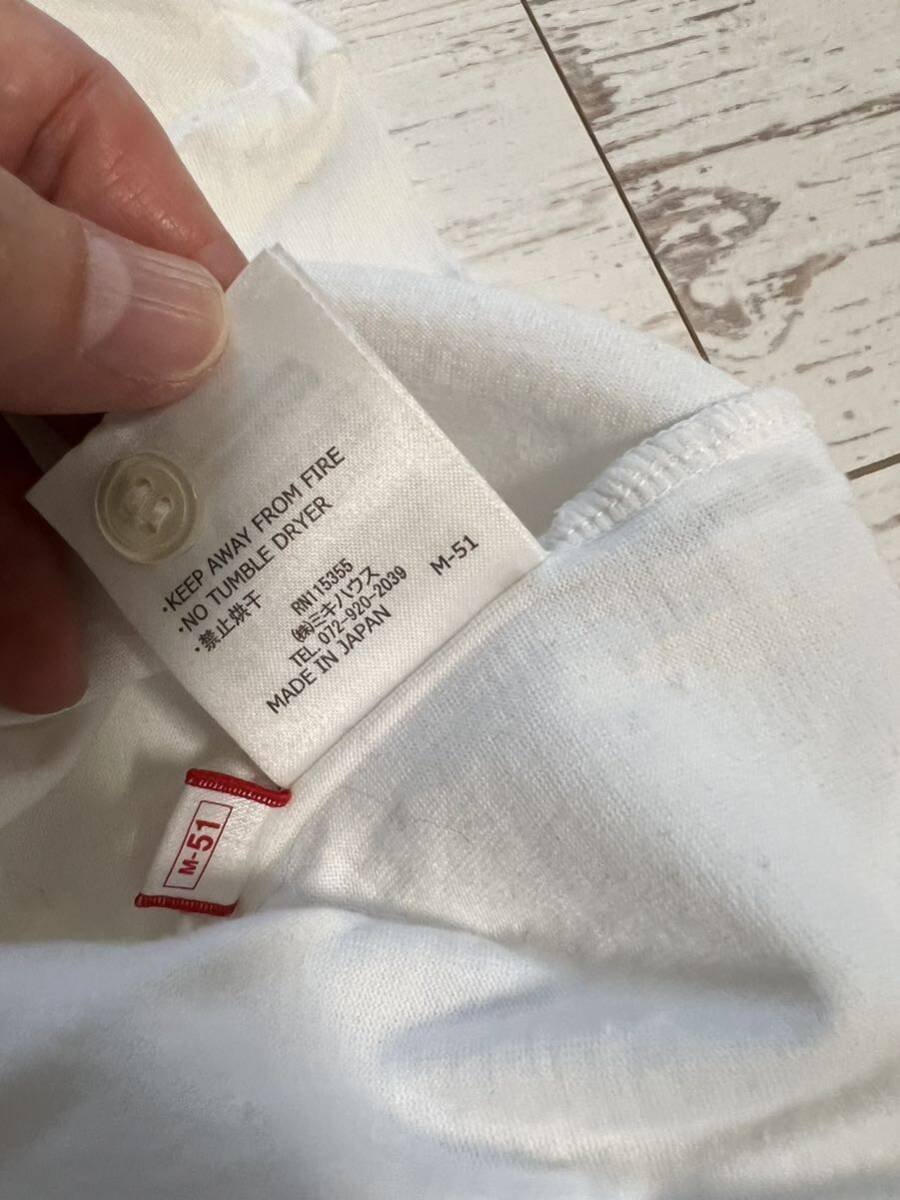 ·KEEP AWAY FROM FIRE
·NO TUMBLE DRYER
·禁止烘干
RN115355
㈱ミキハウス
TEL. 072-920-2039
MADE IN JAPAN
M-51
M-51